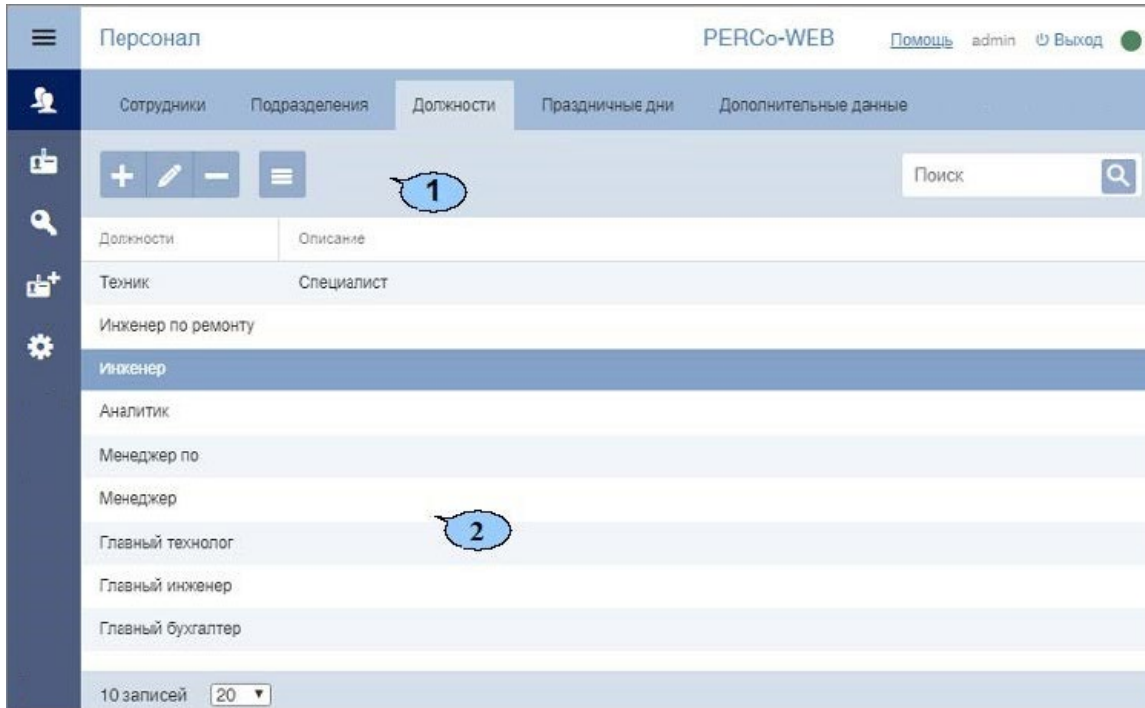 Персонал PERCo-WEB Помощь admin Выход
Сотрудники Подразделения Должности Праздничные дни Дополнительные данные
1 Поиск
Должности Описание
Техник Специалист
Инженер по ремонту
Инженер
Аналитик
Менеджер по
Менеджер
2
Главный технолог
Главный инженер
Главный бухгалтер
10 записей 20